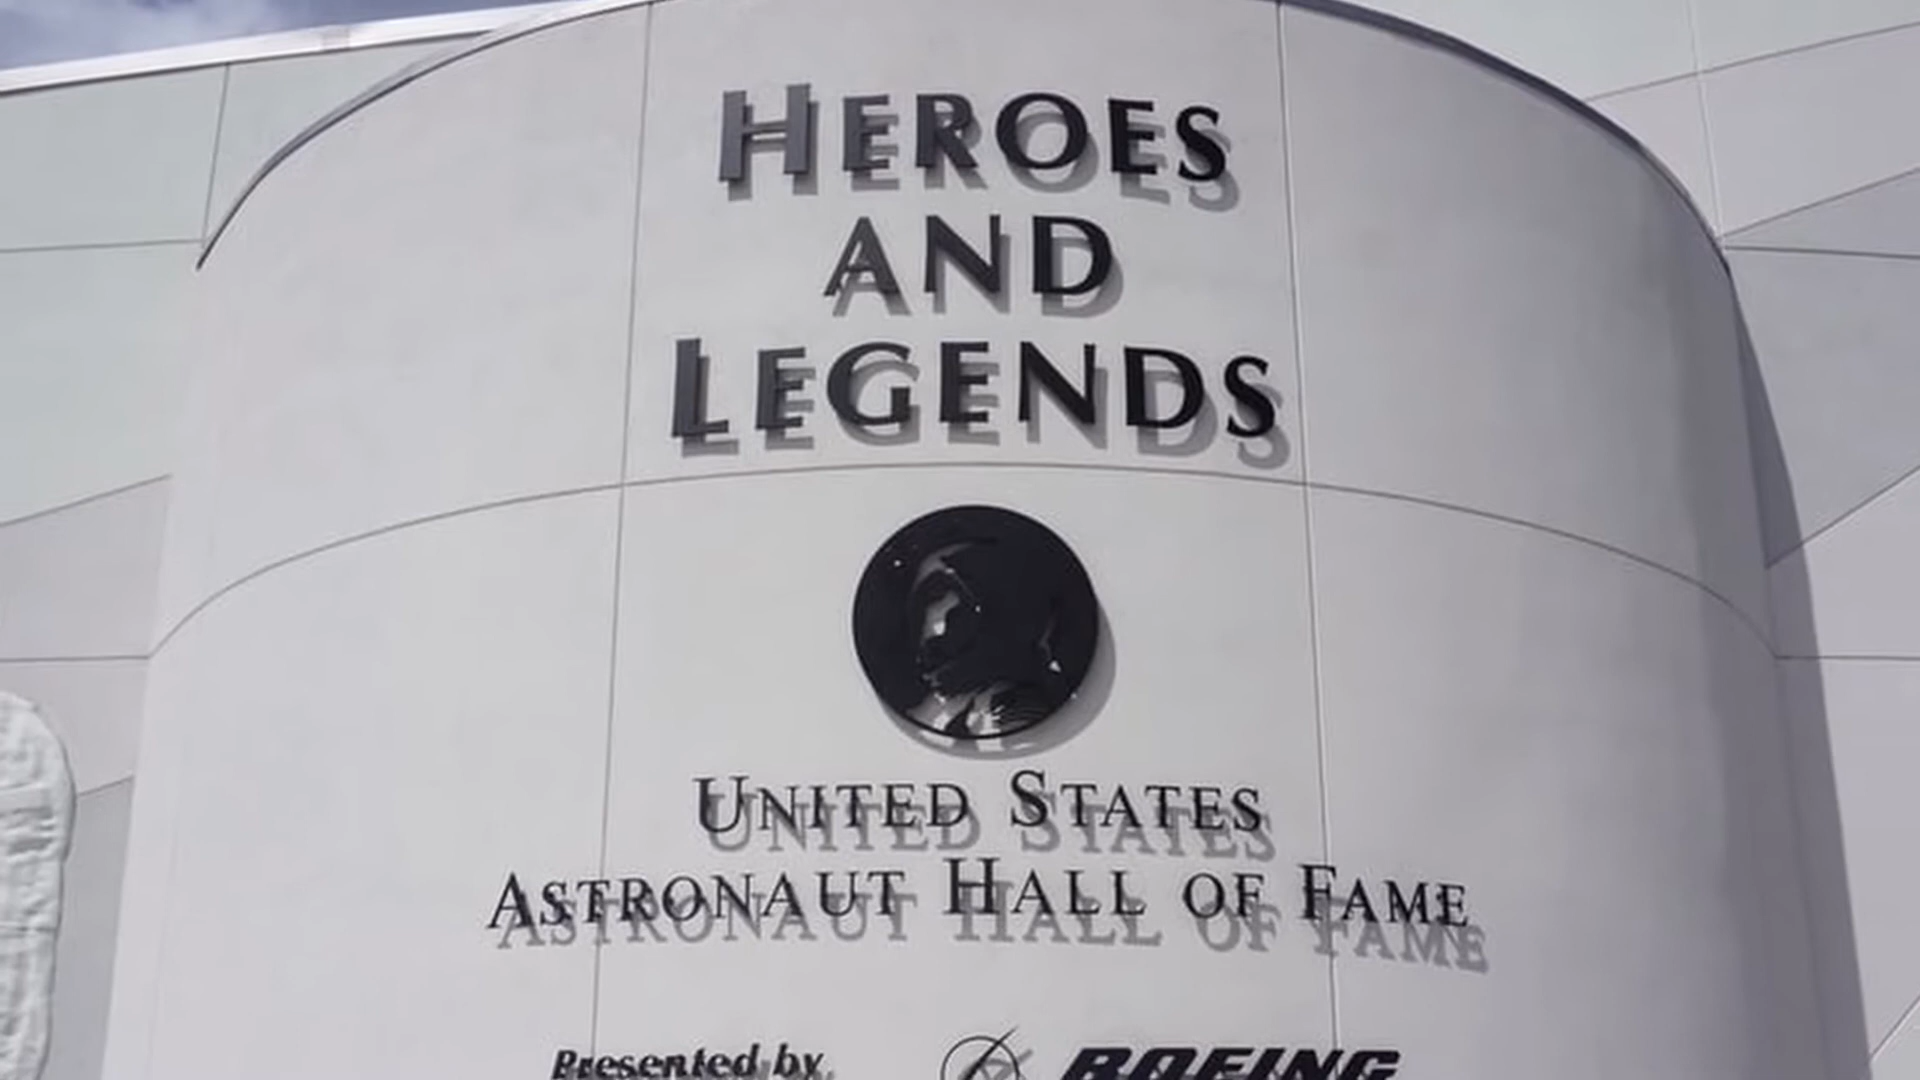 HEROES
AND
LEGENDS
UNITED STATES
ASTRONAUT HALL OF FAME
Presented by BOEING